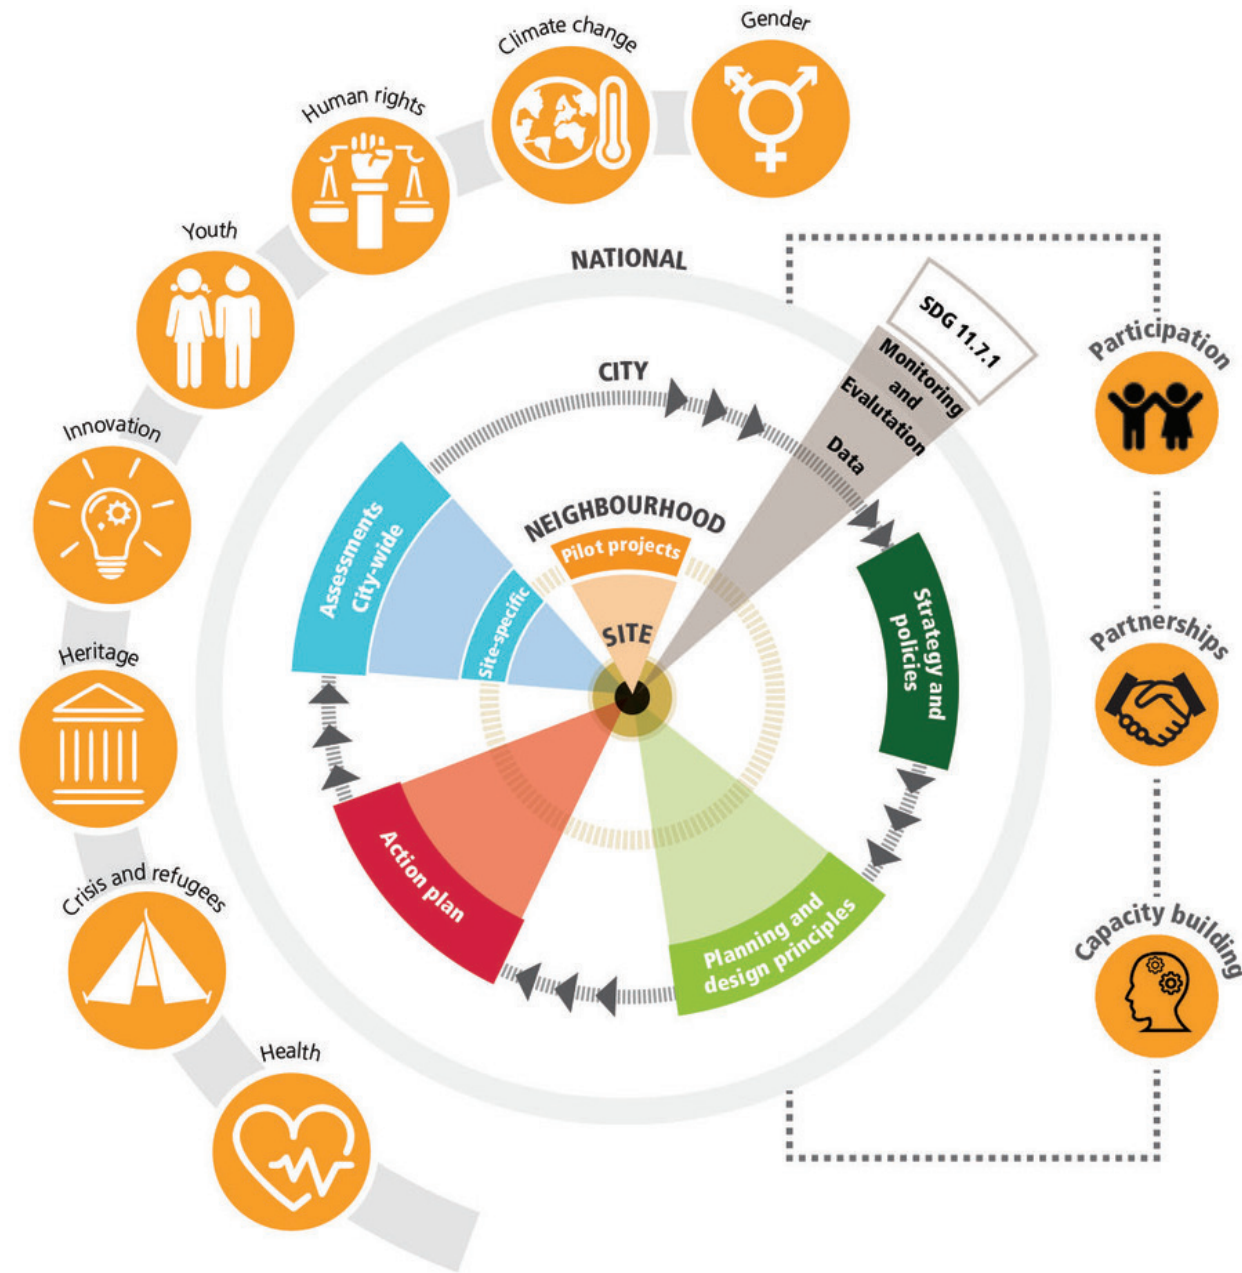 Gender
Climate change
Human rights
Youth
Innovation
Heritage
Crisis and refugees
Health
NATIONAL
CITY
NEIGHBOURHOOD
Pilot projects
SITE
SDG 11.7.1
Monitoring
and
Evalutation
Data
Strategy and
policies
Planning and
design principles
Action plan
Assessments
City-wide
Site-specific
Participation
Partnerships
Capacity building